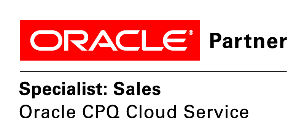 ORACLE® Partner
Specialist: Sales
Oracle CPQ Cloud Service